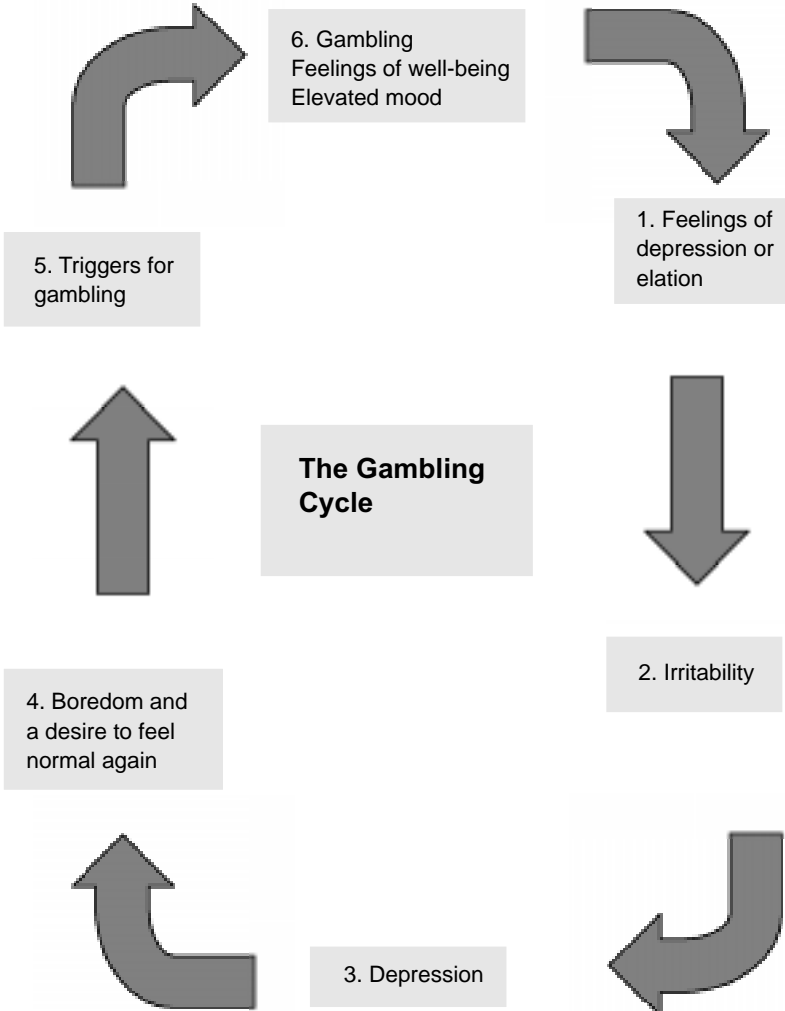 6. Gambling
Feelings of well-being
Elevated mood
1. Feelings of
depression or
elation
5. Triggers for
gambling
The Gambling
Cycle
2. Irritability
4. Boredom and
a desire to feel
normal again
3. Depression